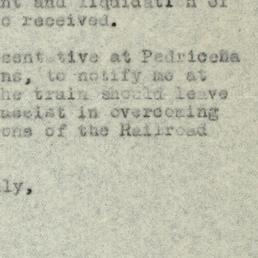 nt and liquidation of
o received.
sentative at Pedriceña
ns, to notify me at
he train should leave
assist in overcoming
ons of the Railroad
ly,